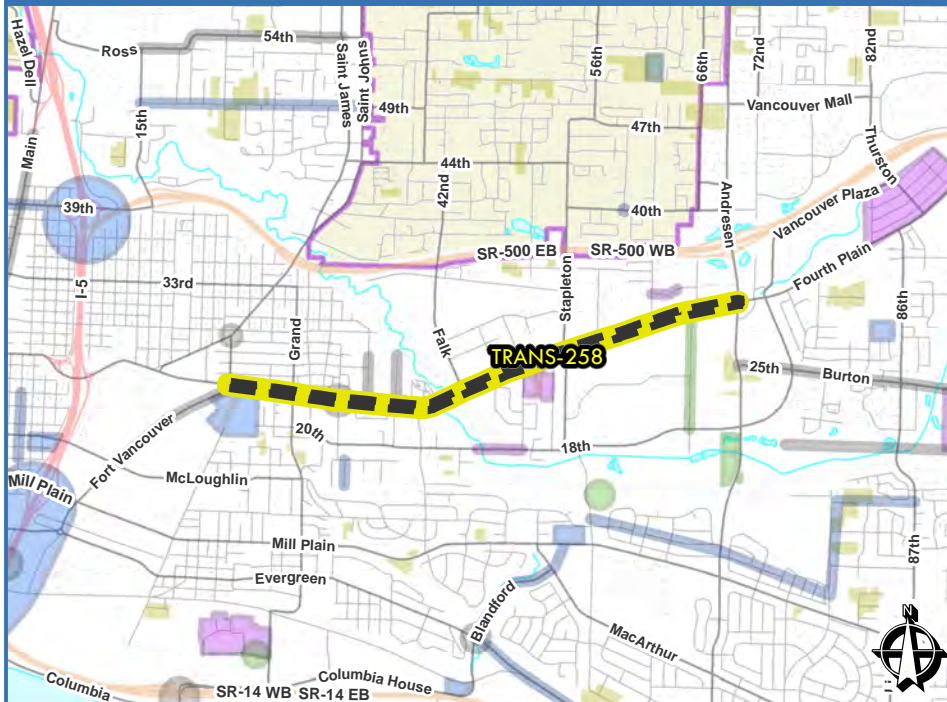 Hazel Dell
Ross
54th
Saint James
Saint Johns
56th
66th
72nd
82nd
15th
49th
47th
Vancouver Mall
Main
44th
42nd
Thurston
39th
40th
Andresen
Vancouver Plaza
SR-500 EB
SR-500 WB
I-5
33rd
Stapleton
Fourth Plain
86th
Grand
Falk
TRANS-258
25th
Burton
Fort Vancouver
20th
18th
McLoughlin
Mill Plain
Mill Plain
87th
Evergreen
Blandford
MacArthur
N
Columbia
Columbia House
SR-14 WB
SR-14 EB